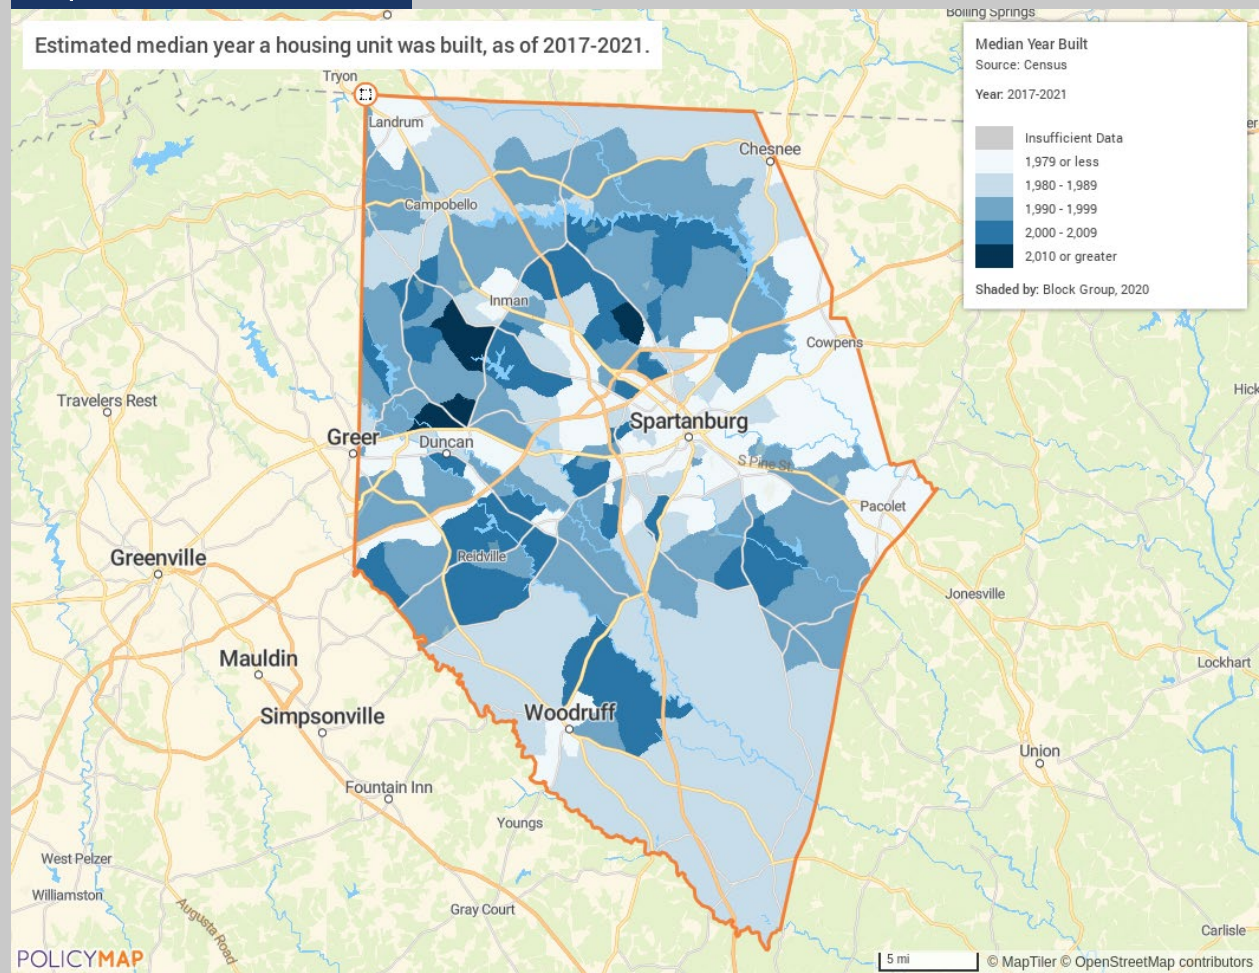 Boiling Springs
Estimated median year a housing unit was built, as of 2017-2021.
Median Year Built
Source: Census
Year: 2017-2021
Insufficient Data
1,979 or less
1,980 - 1,989
1,990 - 1,999
2,000 - 2,009
2,010 or greater
Shaded by: Block Group, 2020
Tryon
Landrum
Chesnee
Campobello
Inman
Cowpens
Travelers Rest
Hick
Spartanburg
Greer
Duncan
S Pine St
Pacolet
Greenville
Reidville
Jonesville
Mauldin
Lockhart
Simpsonville
Woodruff
Union
Fountain Inn
Youngs
West Pelzer
Williamston
Gray Court
Augusta Road
Carlisle
POLICYMAP
5 mi
© MapTiler © OpenStreetMap contributors